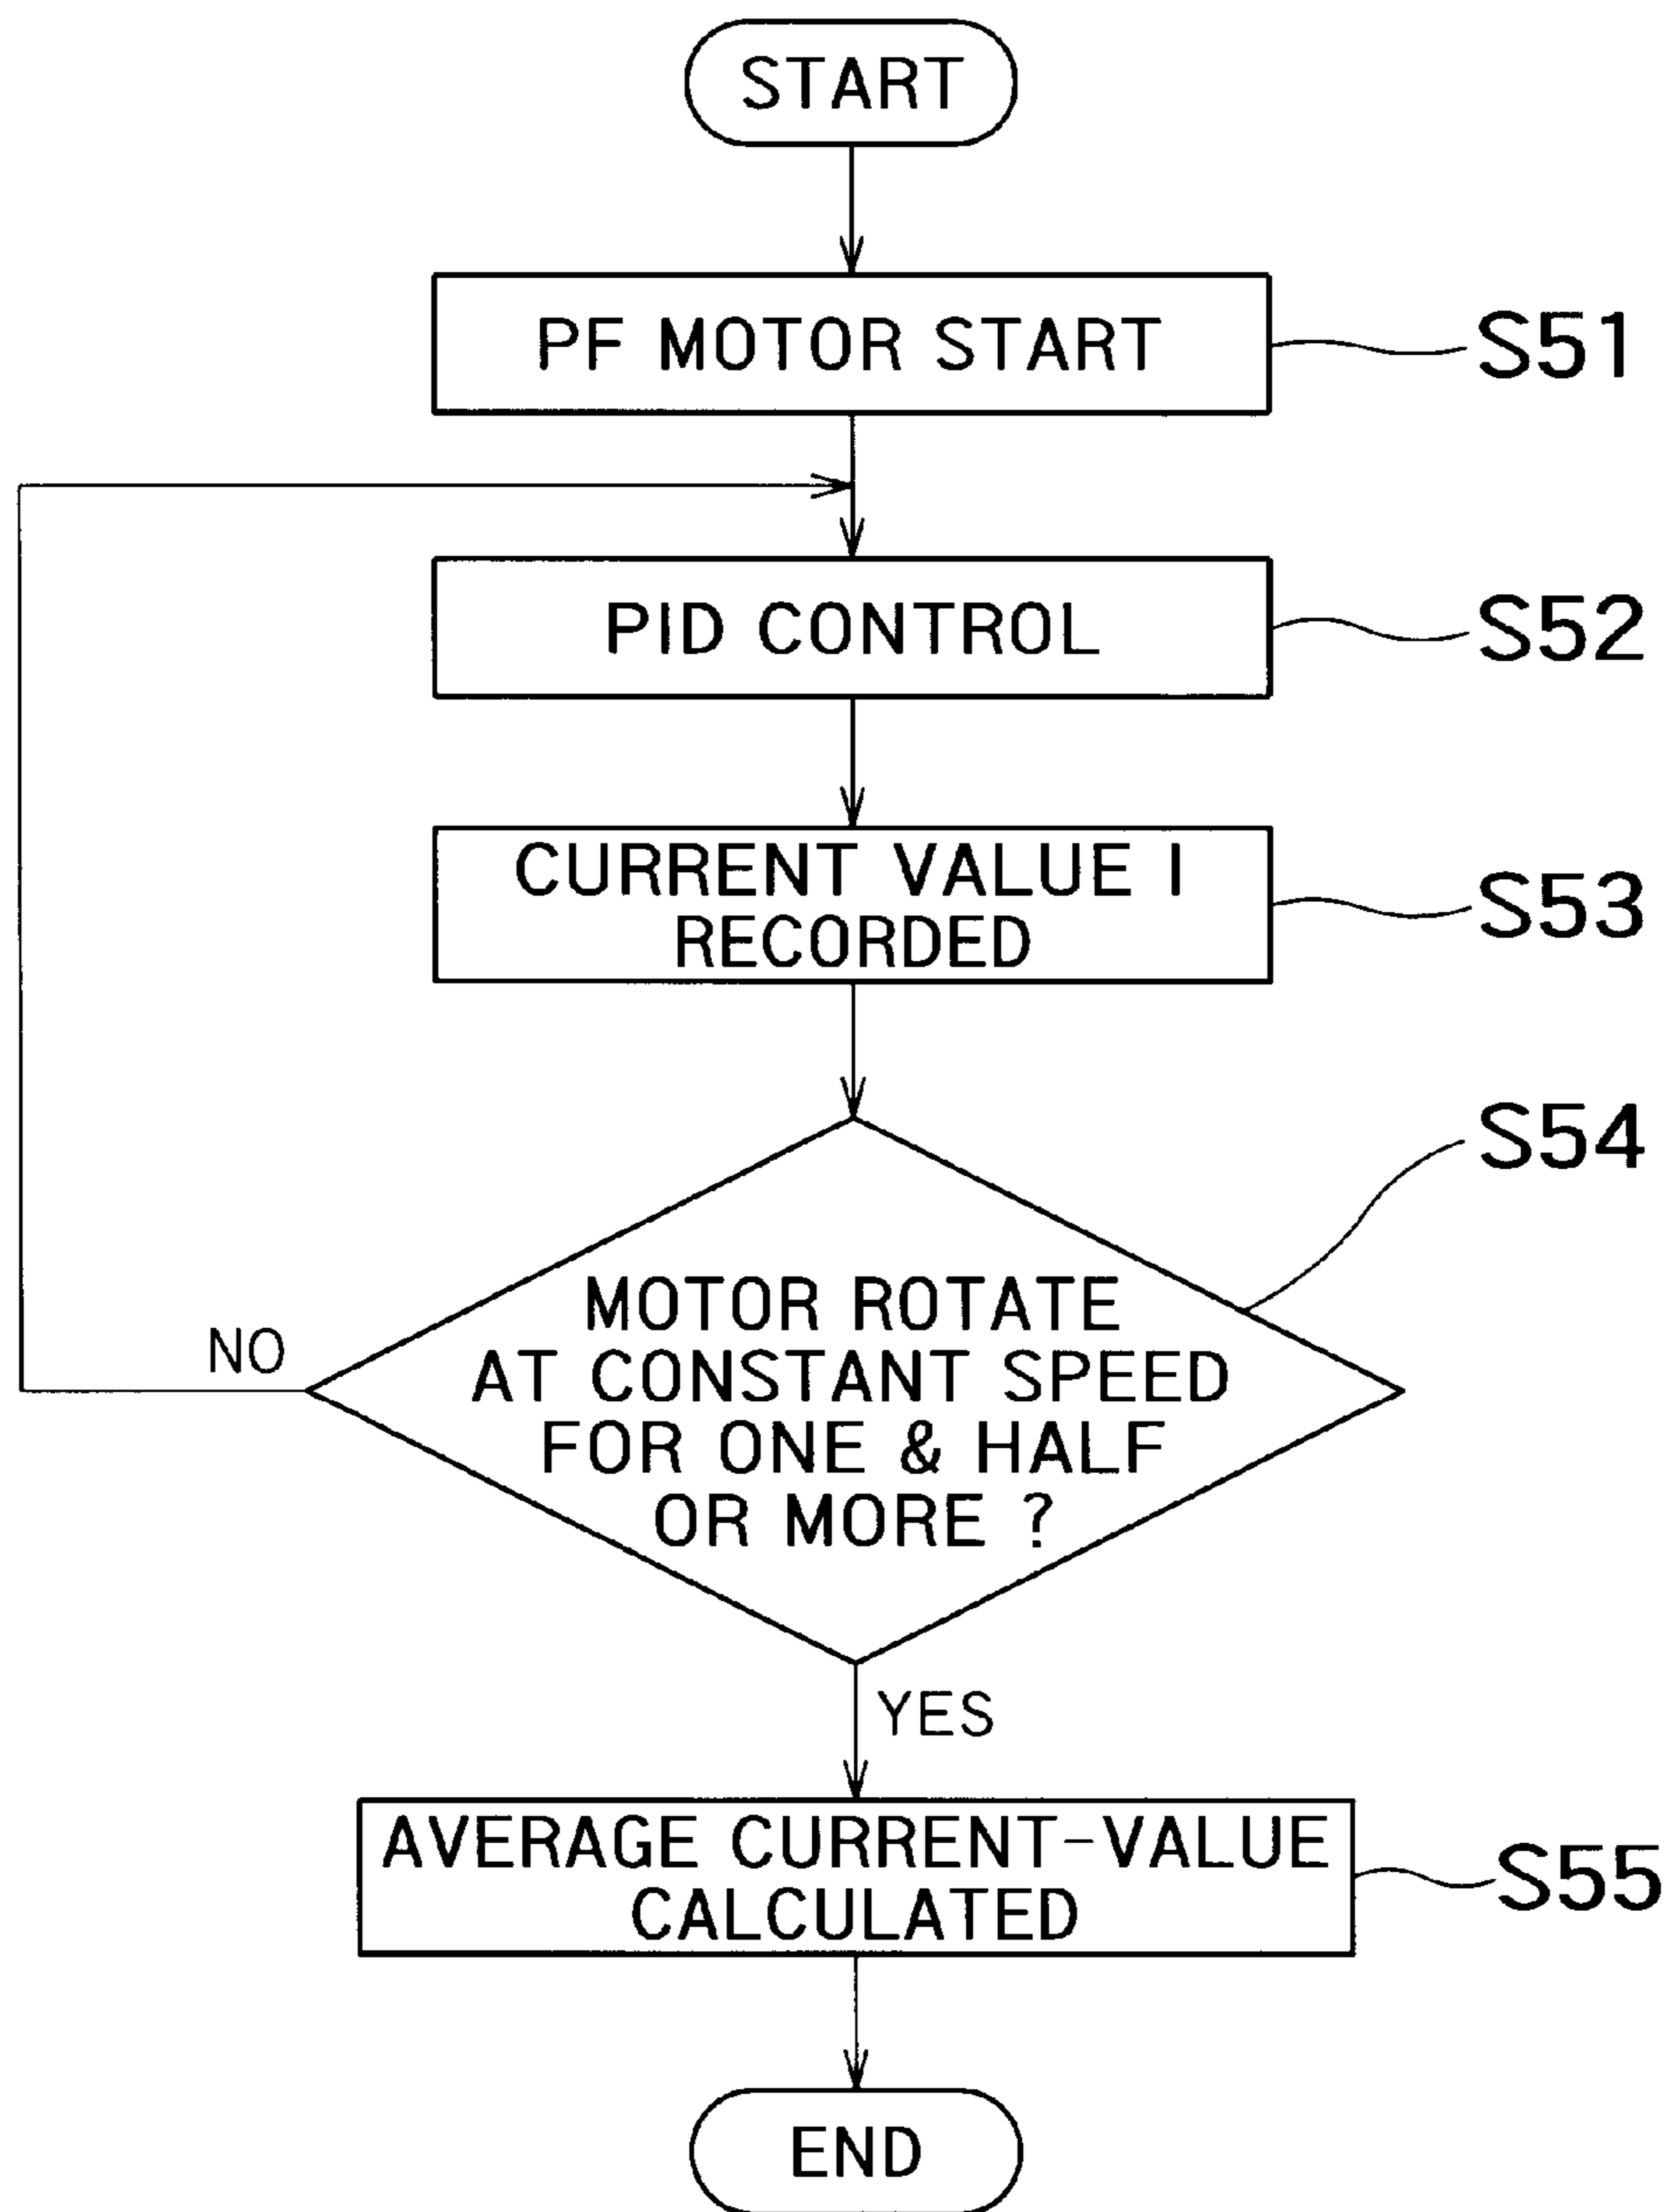 START
PF MOTOR START
S51
PID CONTROL
S52
CURRENT VALUE I
RECORDED
S53
S54
MOTOR ROTATE
AT CONSTANT SPEED
FOR ONE & HALF
OR MORE ?
NO
YES
AVERAGE CURRENT-VALUE
CALCULATED
S55
END